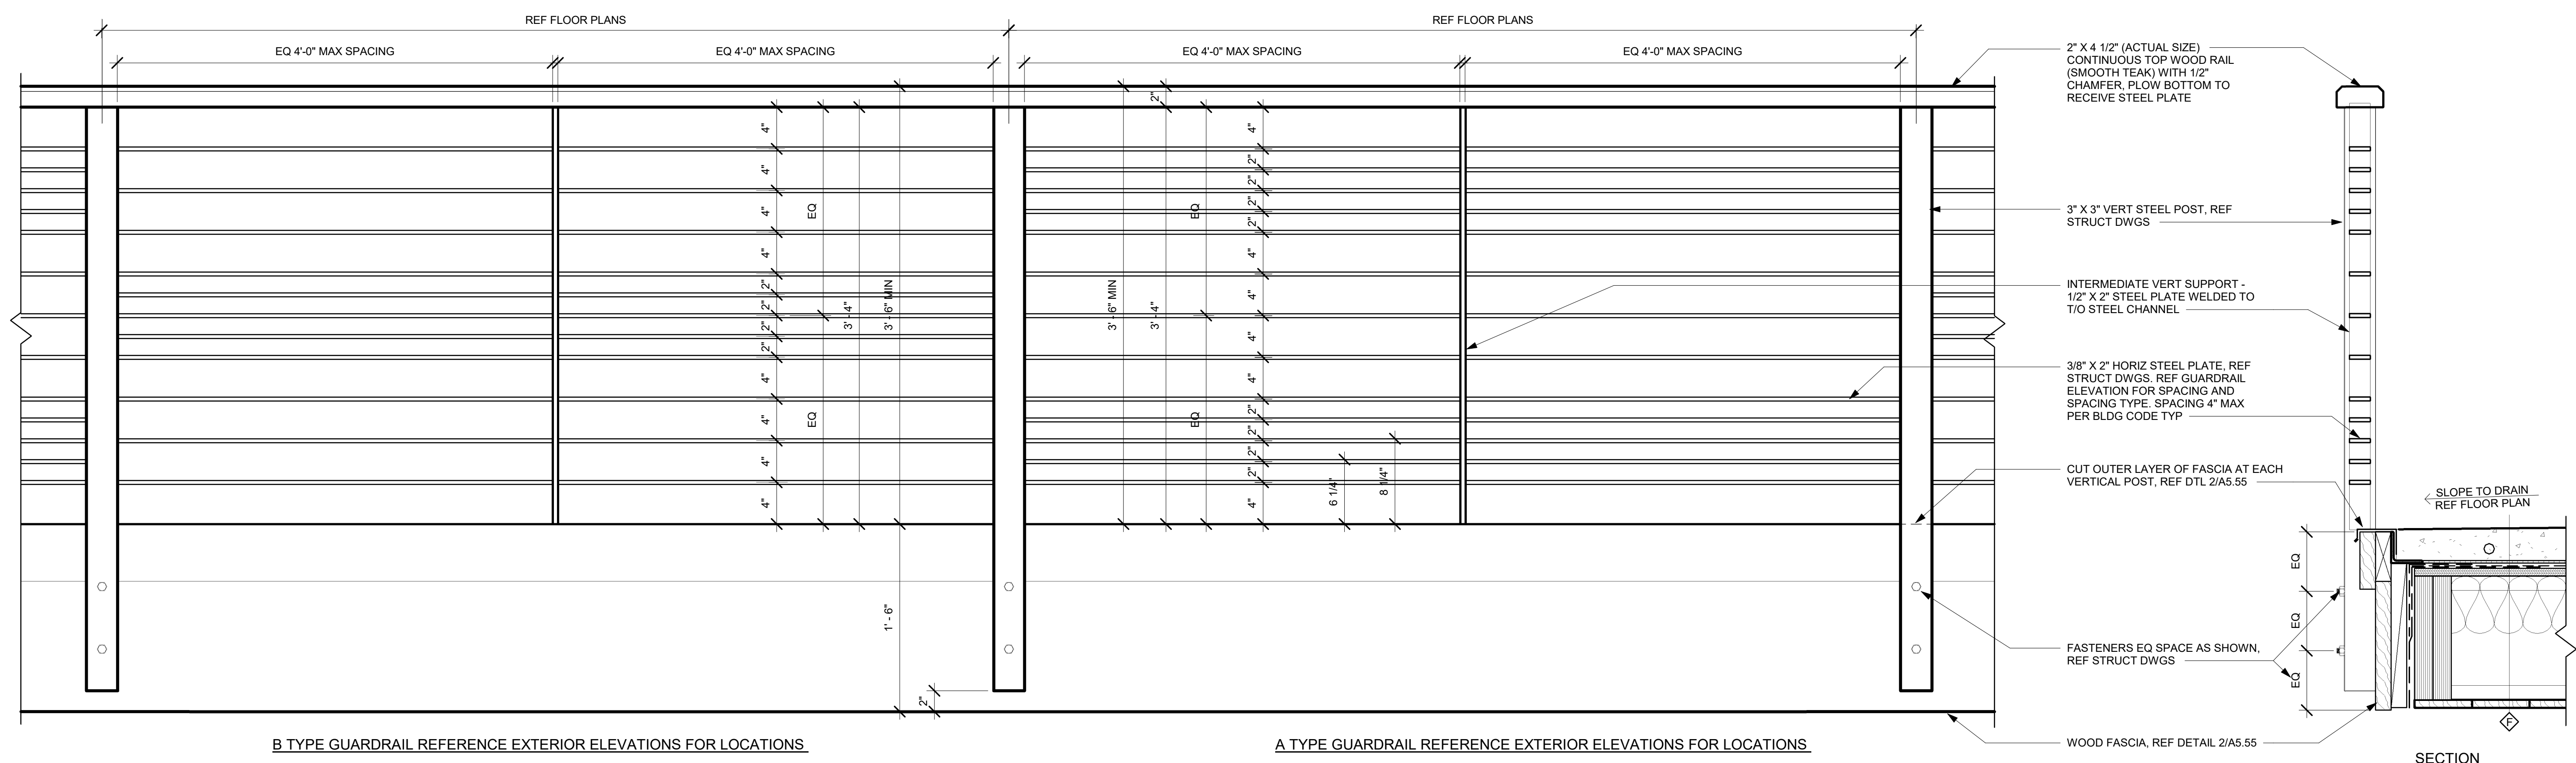 REF FLOOR PLANS
REF FLOOR PLANS
EQ 4'-0" MAX SPACING
EQ 4'-0" MAX SPACING
EQ 4'-0" MAX SPACING
EQ 4'-0" MAX SPACING
4"
4"
4"
4"
2"
2"
2"
2"
4"
4"
4"
4"
EQ
EQ
3' - 4"
3' - 6" MIN
1' - 6"
2"
3' - 6" MIN
2"
3' - 4"
EQ
EQ
4"
2"
2"
2"
2"
4"
4"
4"
4"
2"
2"
2"
2"
4"
6 1/4"
8 1/4"
2" X 4 1/2" (ACTUAL SIZE)
CONTINUOUS TOP WOOD RAIL
(SMOOTH TEAK) WITH 1/2"
CHAMFER, PLOW BOTTOM TO
RECEIVE STEEL PLATE
3" X 3" VERT STEEL POST, REF
STRUCT DWGS
INTERMEDIATE VERT SUPPORT -
1/2" X 2" STEEL PLATE WELDED TO
T/O STEEL CHANNEL
3/8" X 2" HORIZ STEEL PLATE, REF
STRUCT DWGS. REF GUARDRAIL
ELEVATION FOR SPACING AND
SPACING TYPE. SPACING 4" MAX
PER BLDG CODE TYP
CUT OUTER LAYER OF FASCIA AT EACH
VERTICAL POST, REF DTL 2/A5.55
SLOPE TO DRAIN
REF FLOOR PLAN
EQ
EQ
EQ
FASTENERS EQ SPACE AS SHOWN,
REF STRUCT DWGS
WOOD FASCIA, REF DETAIL 2/A5.55
F
B TYPE GUARDRAIL REFERENCE EXTERIOR ELEVATIONS FOR LOCATIONS
A TYPE GUARDRAIL REFERENCE EXTERIOR ELEVATIONS FOR LOCATIONS
SECTION